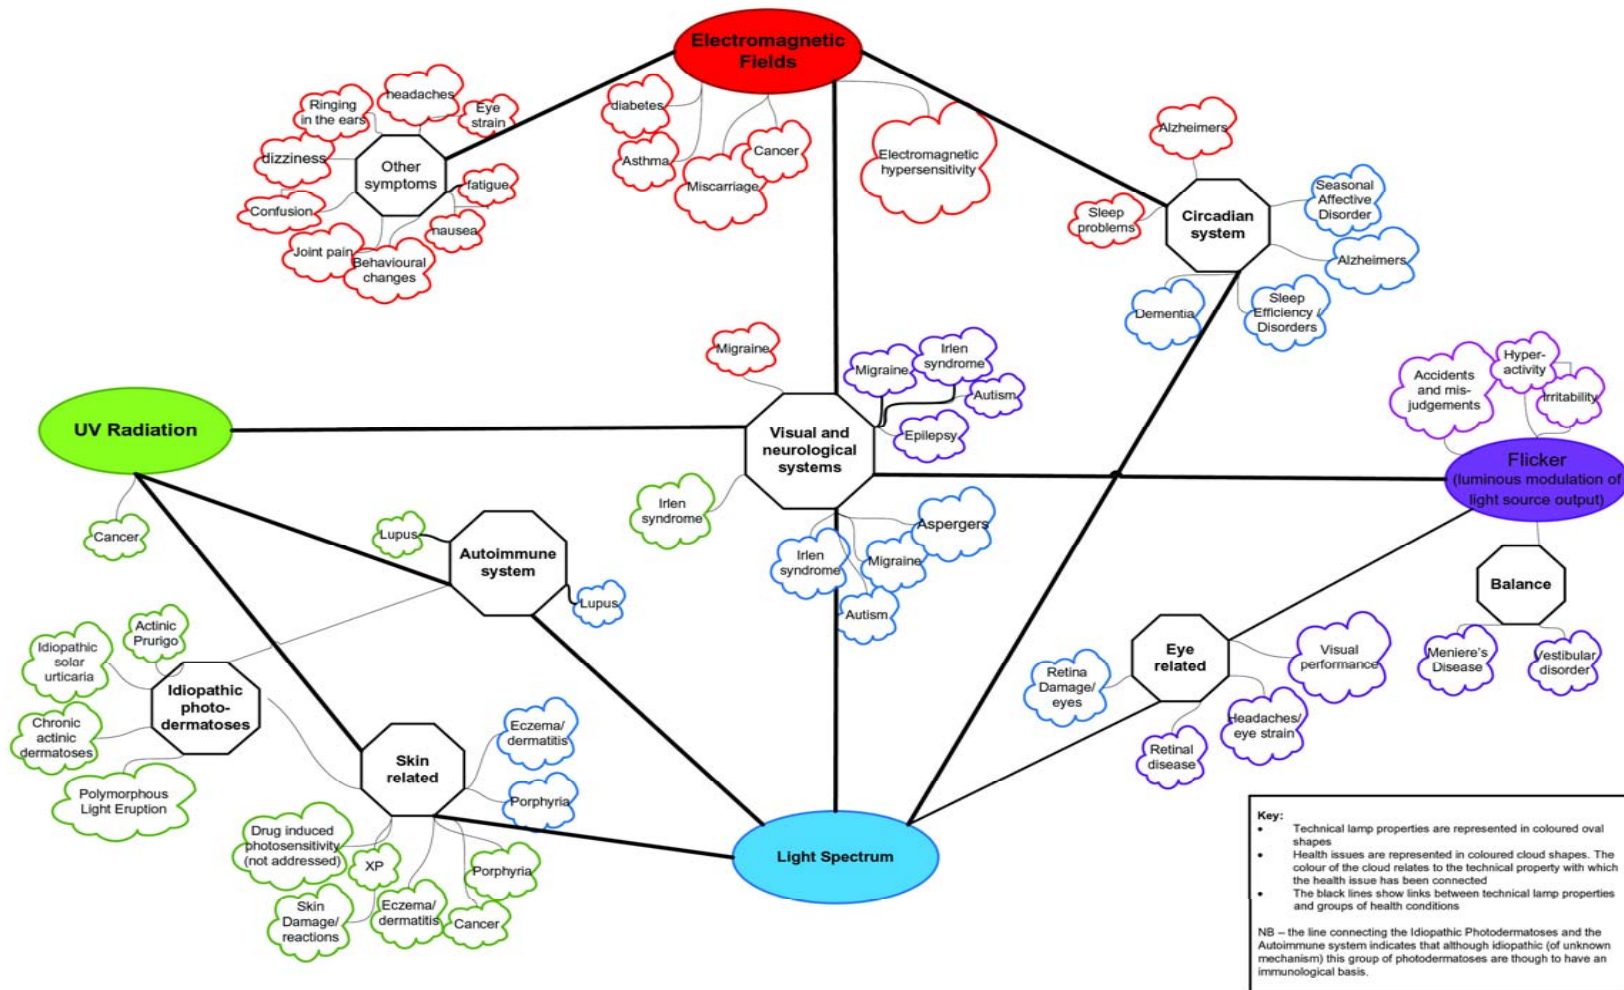 Electromagnetic
Fields
headaches
Ringing
in the ears
Eye
strain
dizziness
Other
symptoms
fatigue
Confusion
nausea
Joint pain
Behavioural
changes
diabetes
Asthma
Cancer
Miscarriage
Electromagnetic
hypersensitivity
Alzheimers
Sleep
problems
Circadian
system
Seasonal
Affective
Disorder
Alzheimers
Dementia
Sleep
Efficiency /
Disorders
Migraine
Migraine
Irlen
syndrome
Autism
Epilepsy
Visual and
neurological
systems
Hyper-
activity
Accidents
and mis-
judgements
Irritability
UV Radiation
Flicker
(luminous modulation of
light source output)
Cancer
Irlen
syndrome
Lupus
Autoimmune
system
Lupus
Aspergers
Irlen
syndrome
Migraine
Autism
Balance
Meniere's
Disease
Vestibular
disorder
Actinic
Prurigo
Idiopathic
solar
urticaria
Idiopathic
photo-
dermatoses
Chronic
actinic
dermatoses
Polymorphous
Light Eruption
Eye
related
Visual
performance
Retina
Damage/
eyes
Headaches/
eye strain
Retinal
disease
Skin
related
Eczema/
dermatitis
Porphyria
Drug induced
photosensitivity
(not addressed)
XP
Porphyria
Skin
Damage/
reactions
Eczema/
dermatitis
Cancer
Light Spectrum
Key:
• Technical lamp properties are represented in coloured oval
shapes
• Health issues are represented in coloured cloud shapes. The
colour of the cloud relates to the technical property with which
the health issue has been connected
• The black lines show links between technical lamp properties
and groups of health conditions
NB – the line connecting the Idiopathic Photodermatoses and the
Autoimmune system indicates that although idiopathic (of unknown
mechanism) this group of photodermatoses are though to have an
immunological basis.